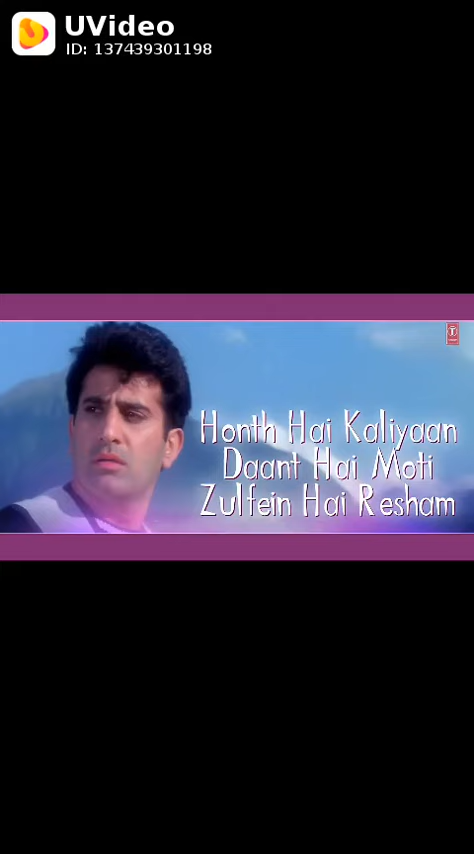 UVideo
ID: 137439301198
Honth Hai Kaliyaan
Daant Hai Moti
Zulfein Hai Resham